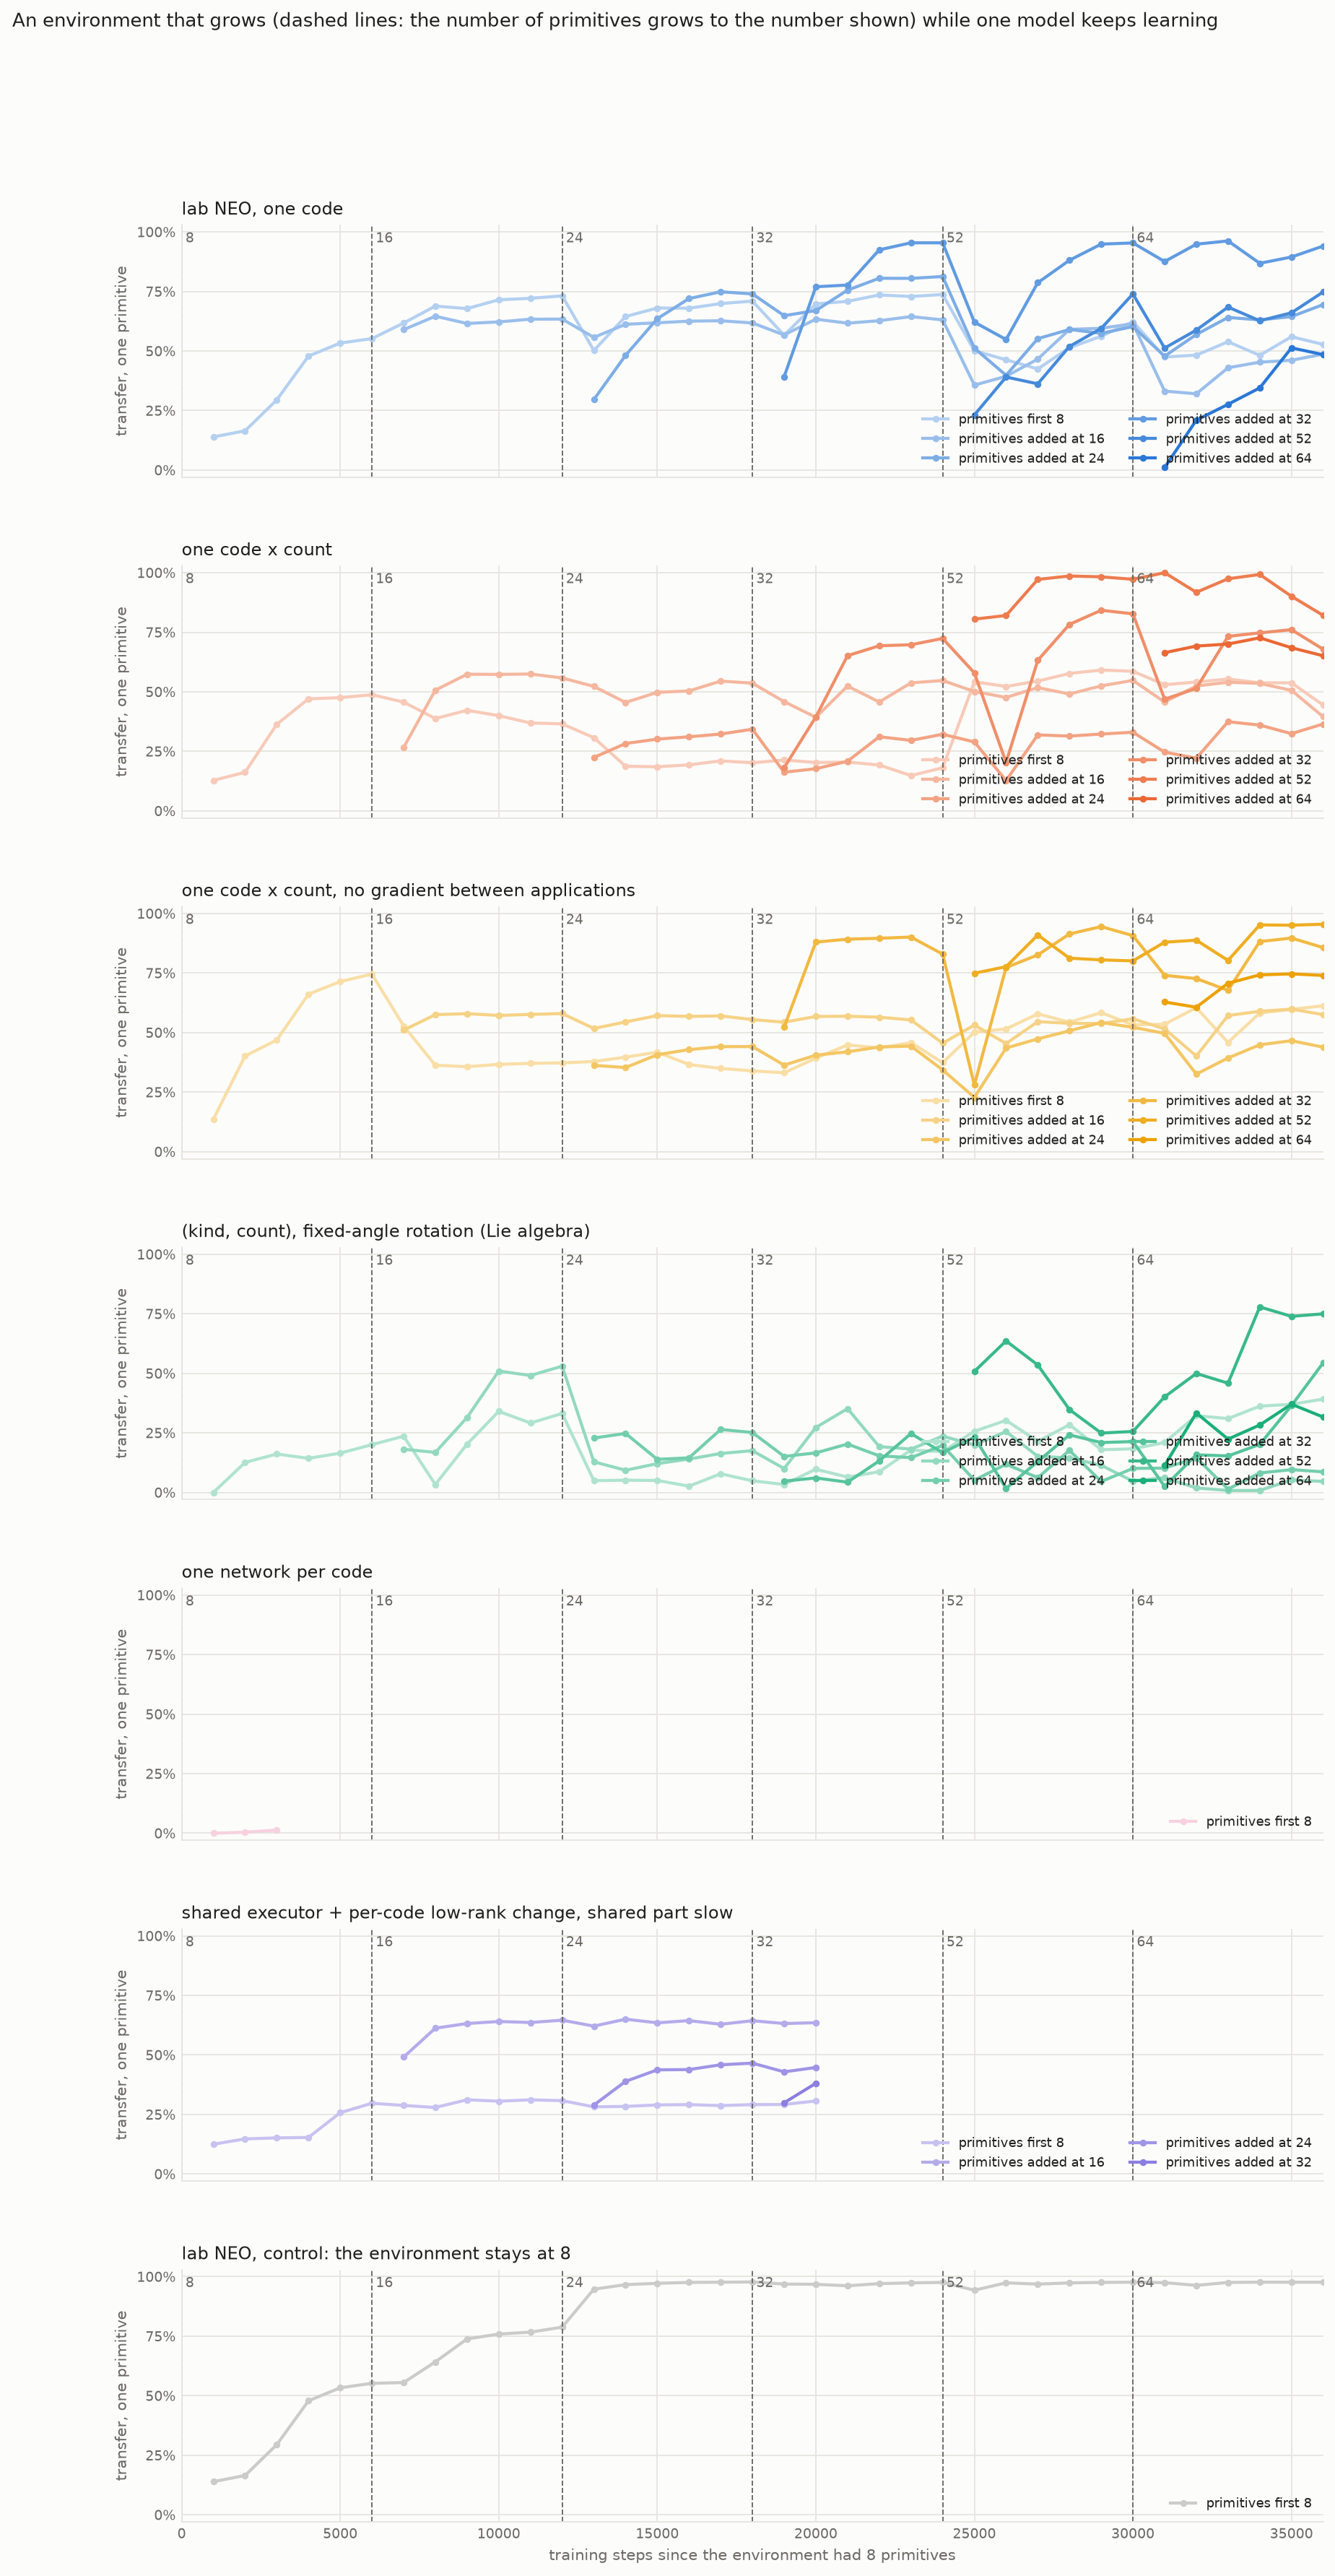 An environment that grows (dashed lines: the number of primitives grows to the number shown) while one model keeps learning
lab NEO, one code
100%
75%
50%
25%
0%
transfer, one primitive
8
16
24
32
52
64
primitives first 8
primitives added at 16
primitives added at 24
primitives added at 32
primitives added at 52
primitives added at 64
one code x count
100%
75%
50%
25%
0%
transfer, one primitive
8
16
24
32
52
64
primitives first 8
primitives added at 16
primitives added at 24
primitives added at 32
primitives added at 52
primitives added at 64
one code x count, no gradient between applications
100%
75%
50%
25%
0%
transfer, one primitive
8
16
24
32
52
64
primitives first 8
primitives added at 16
primitives added at 24
primitives added at 32
primitives added at 52
primitives added at 64
(kind, count), fixed-angle rotation (Lie algebra)
100%
75%
50%
25%
0%
transfer, one primitive
8
16
24
32
52
64
primitives first 8
primitives added at 16
primitives added at 24
primitives added at 32
primitives added at 52
primitives added at 64
one network per code
100%
75%
50%
25%
0%
transfer, one primitive
8
16
24
32
52
64
primitives first 8
shared executor + per-code low-rank change, shared part slow
100%
75%
50%
25%
0%
transfer, one primitive
8
16
24
32
52
64
primitives first 8
primitives added at 16
primitives added at 24
primitives added at 32
lab NEO, control: the environment stays at 8
100%
75%
50%
25%
0%
transfer, one primitive
8
16
24
32
52
64
primitives first 8
0
5000
10000
15000
20000
25000
30000
35000
training steps since the environment had 8 primitives